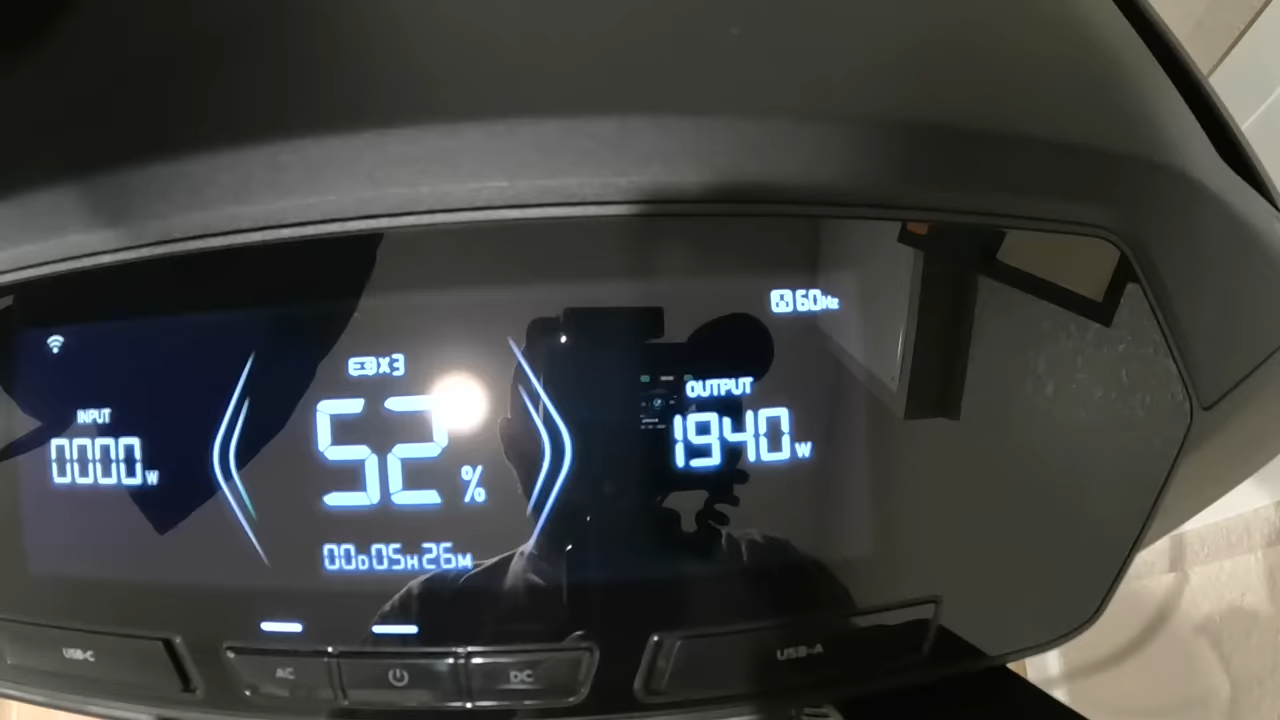 60Hz
X3
INPUT
0000W
52%
OUTPUT
1940W
00D05H26M
USB-C
AC
DC
USB-A